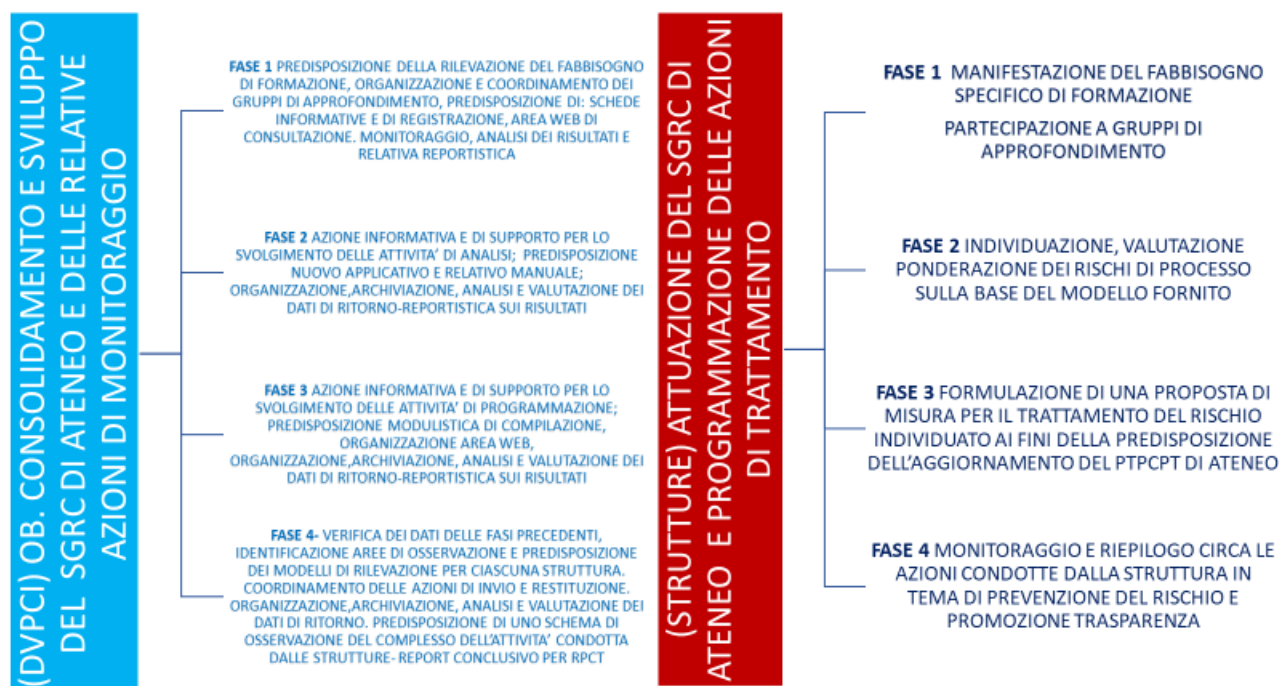 (DVPCI) OB. CONSOLIDAMENTO E SVILUPPO
DEL SGRC DI ATENEO E DELLE RELATIVE
AZIONI DI MONITORAGGIO
FASE 1 PREDISPOSIZIONE DELLA RILEVAZIONE DEL FABBISOGNO
DI FORMAZIONE, ORGANIZZAZIONE E COORDINAMENTO DEI
GRUPPI DI APPROFONDIMENTO, PREDISPOSIZIONE DI: SCHEDE
INFORMATIVE E DI REGISTRAZIONE, AREA WEB DI
CONSULTAZIONE. MONITORAGGIO, ANALISI DEI RISULTATI E
RELATIVA REPORTISTICA
FASE 2 AZIONE INFORMATIVA E DI SUPPORTO PER LO
SVOLGIMENTO DELLE ATTIVITA' DI ANALISI; PREDISPOSIZIONE
NUOVO APPLICATIVO E RELATIVO MANUALE;
ORGANIZZAZIONE,ARCHIVIAZIONE, ANALISI E VALUTAZIONE DEI
DATI DI RITORNO-REPORTISTICA SUI RISULTATI
FASE 3 AZIONE INFORMATIVA E DI SUPPORTO PER LO
SVOLGIMENTO DELLE ATTIVITA' DI PROGRAMMAZIONE;
PREDISPOSIZIONE MODULISTICA DI COMPILAZIONE,
ORGANIZZAZIONE AREA WEB,
ORGANIZZAZIONE,ARCHIVIAZIONE, ANALISI E VALUTAZIONE DEI
DATI DI RITORNO-REPORTISTICA SUI RISULTATI
FASE 4- VERIFICA DEI DATI DELLE FASI PRECEDENTI,
IDENTIFICAZIONE AREE DI OSSERVAZIONE E PREDISPOSIZIONE
DEI MODELLI DI RILEVAZIONE PER CIASCUNA STRUTTURA.
COORDINAMENTO DELLE AZIONI DI INVIO E RESTITUZIONE.
ORGANIZZAZIONE,ARCHIVIAZIONE, ANALISI E VALUTAZIONE DEI
DATI DI RITORNO. PREDISPOSIZIONE DI UNO SCHEMA DI
OSSERVAZIONE DEL COMPLESSO DELL'ATTIVITA' CONDOTTA
DALLE STRUTTURE- REPORT CONCLUSIVO PER RPCT
(STRUTTURE) ATTUAZIONE DEL SGRC DI
ATENEO E PROGRAMMAZIONE DELLE AZIONI
DI TRATTAMENTO
FASE 1 MANIFESTAZIONE DEL FABBISOGNO
SPECIFICO DI FORMAZIONE
PARTECIPAZIONE A GRUPPI DI
APPROFONDIMENTO
FASE 2 INDIVIDUAZIONE, VALUTAZIONE
PONDERAZIONE DEI RISCHI DI PROCESSO
SULLA BASE DEL MODELLO FORNITO
FASE 3 FORMULAZIONE DI UNA PROPOSTA DI
MISURA PER IL TRATTAMENTO DEL RISCHIO
INDIVIDUATO AI FINI DELLA PREDISPOSIZIONE
DELL'AGGIORNAMENTO DEL PTPCPT DI ATENEO
FASE 4 MONITORAGGIO E RIEPILOGO CIRCA LE
AZIONI CONDOTTE DALLA STRUTTURA IN
TEMA DI PREVENZIONE DEL RISCHIO E
PROMOZIONE TRASPARENZA